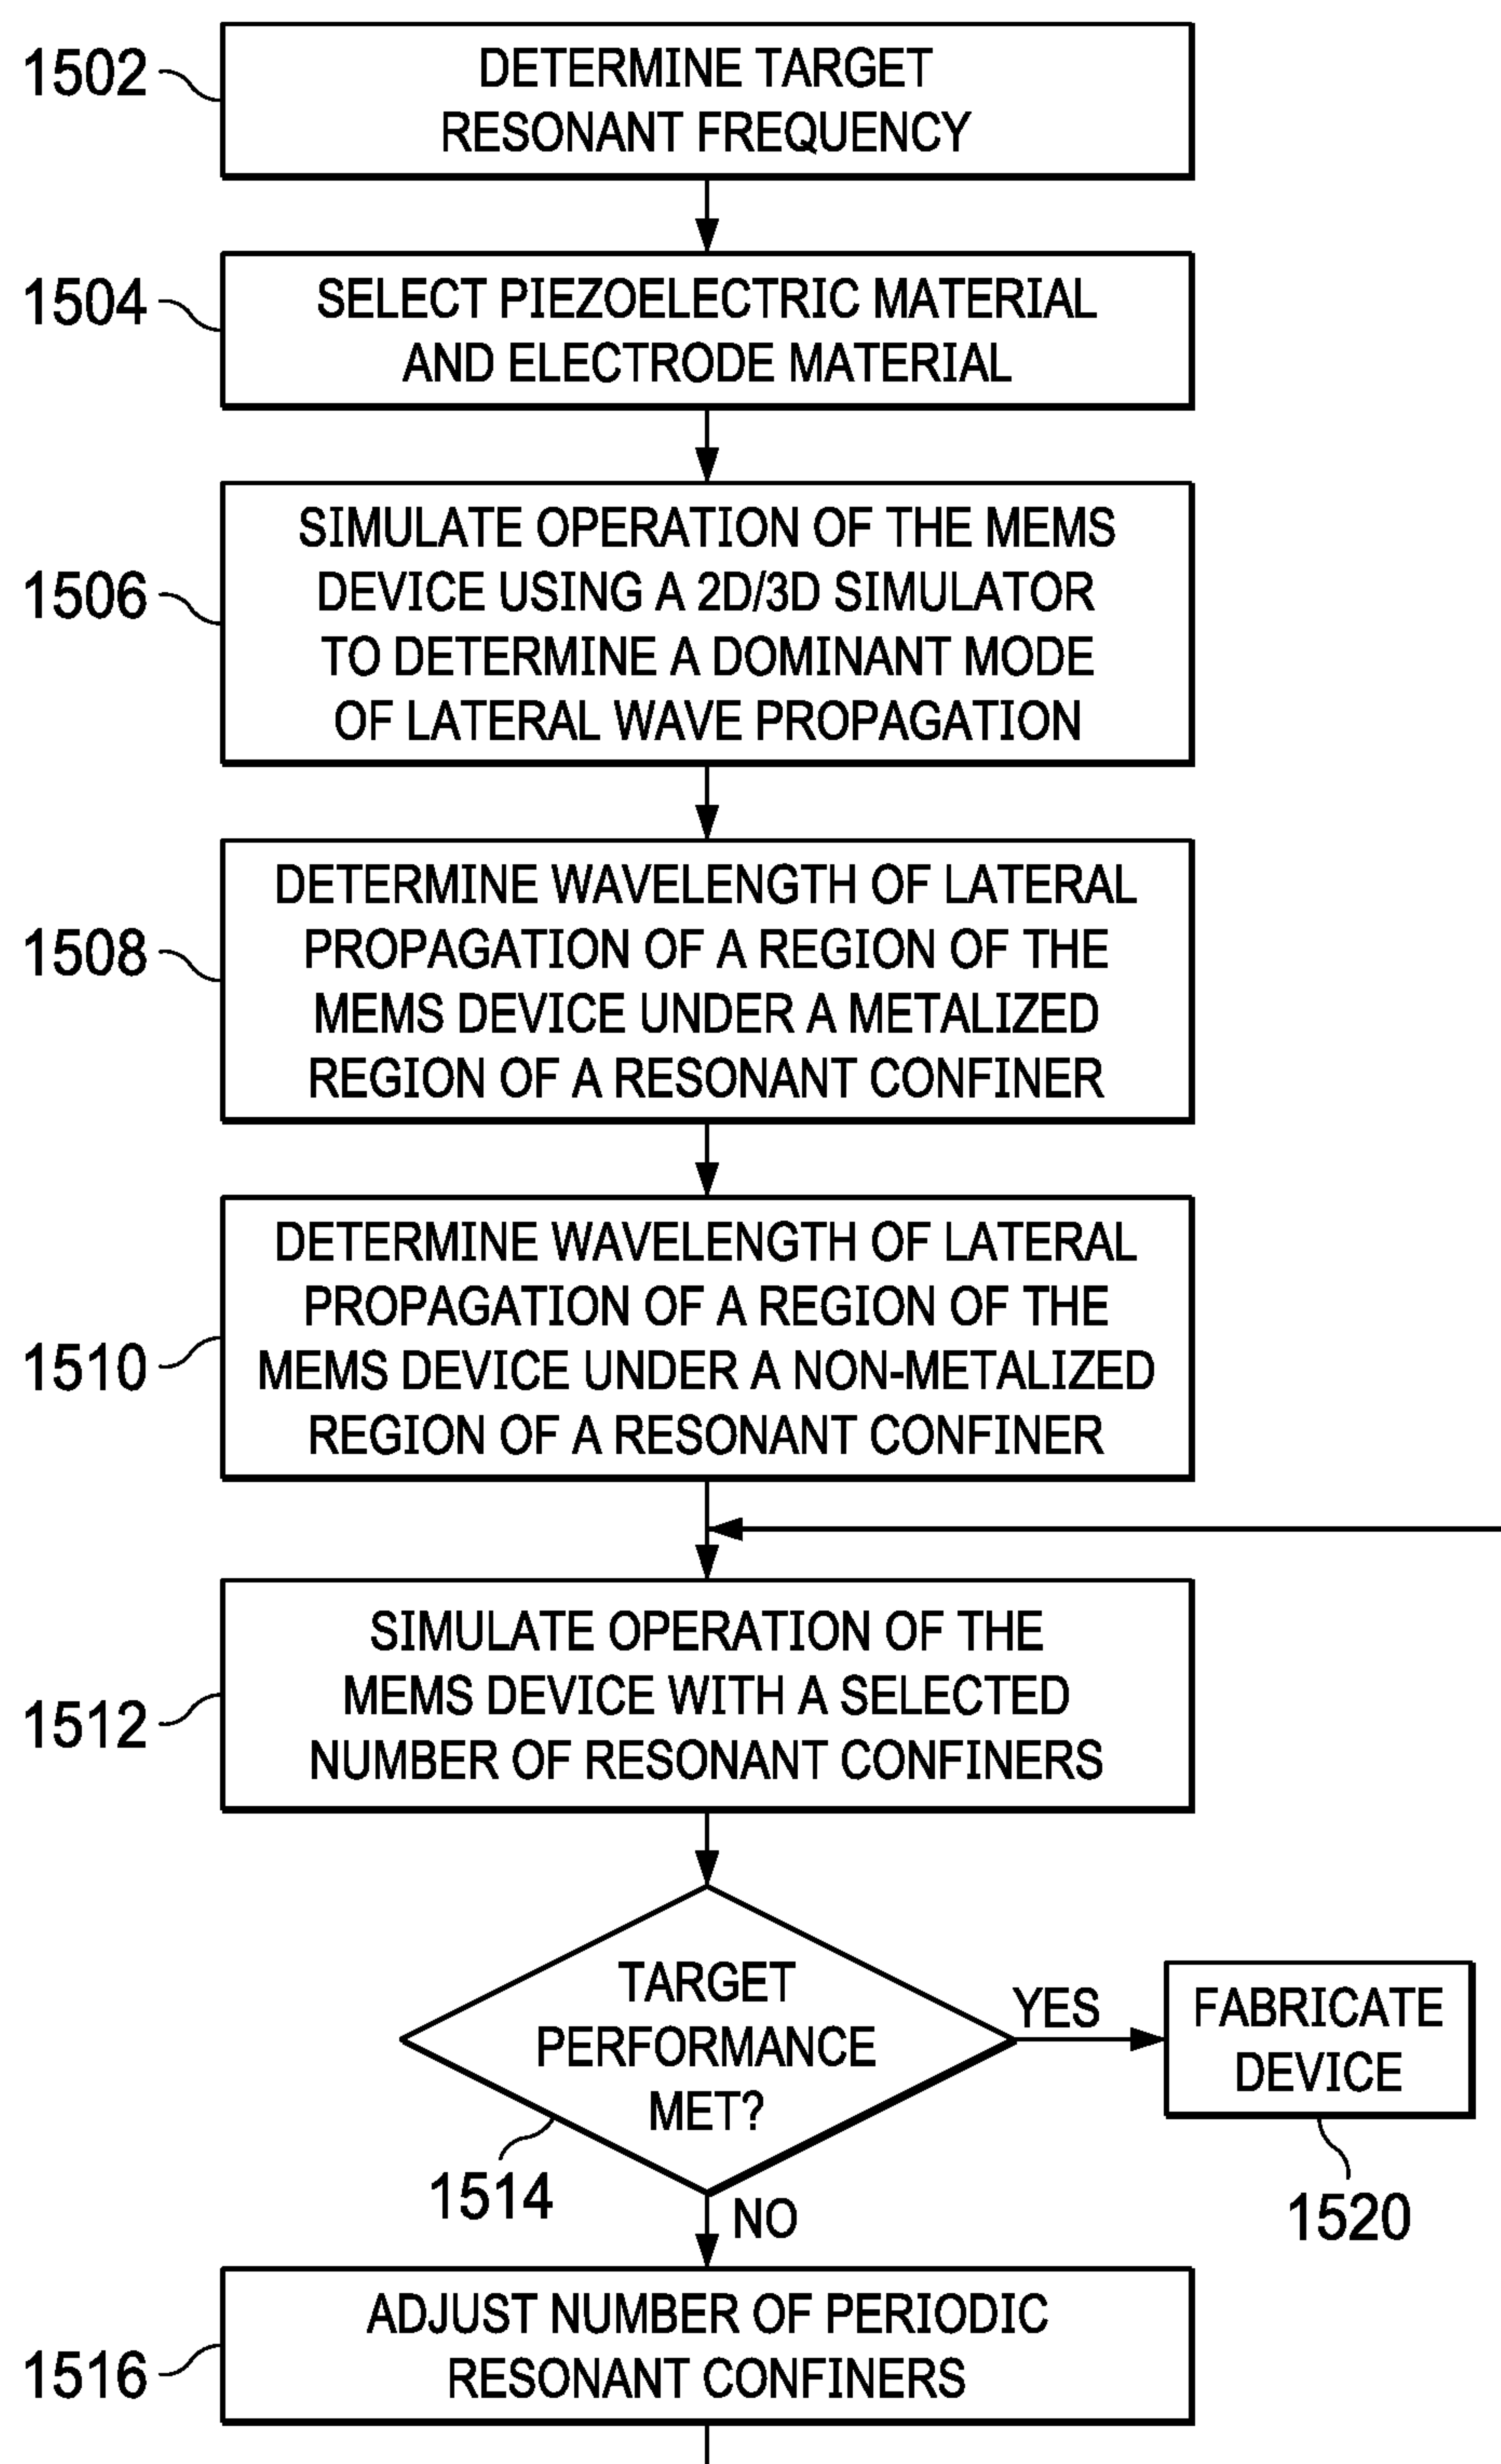 1502
DETERMINE TARGET
RESONANT FREQUENCY
1504
SELECT PIEZOELECTRIC MATERIAL
AND ELECTRODE MATERIAL
1506
SIMULATE OPERATION OF THE MEMS
DEVICE USING A 2D/3D SIMULATOR
TO DETERMINE A DOMINANT MODE
OF LATERAL WAVE PROPAGATION
1508
DETERMINE WAVELENGTH OF LATERAL
PROPAGATION OF A REGION OF THE
MEMS DEVICE UNDER A METALIZED
REGION OF A RESONANT CONFINER
1510
DETERMINE WAVELENGTH OF LATERAL
PROPAGATION OF A REGION OF THE
MEMS DEVICE UNDER A NON-METALIZED
REGION OF A RESONANT CONFINER
1512
SIMULATE OPERATION OF THE
MEMS DEVICE WITH A SELECTED
NUMBER OF RESONANT CONFINERS
TARGET
PERFORMANCE
MET?
1514
YES
FABRICATE
DEVICE
1520
NO
1516
ADJUST NUMBER OF PERIODIC
RESONANT CONFINERS